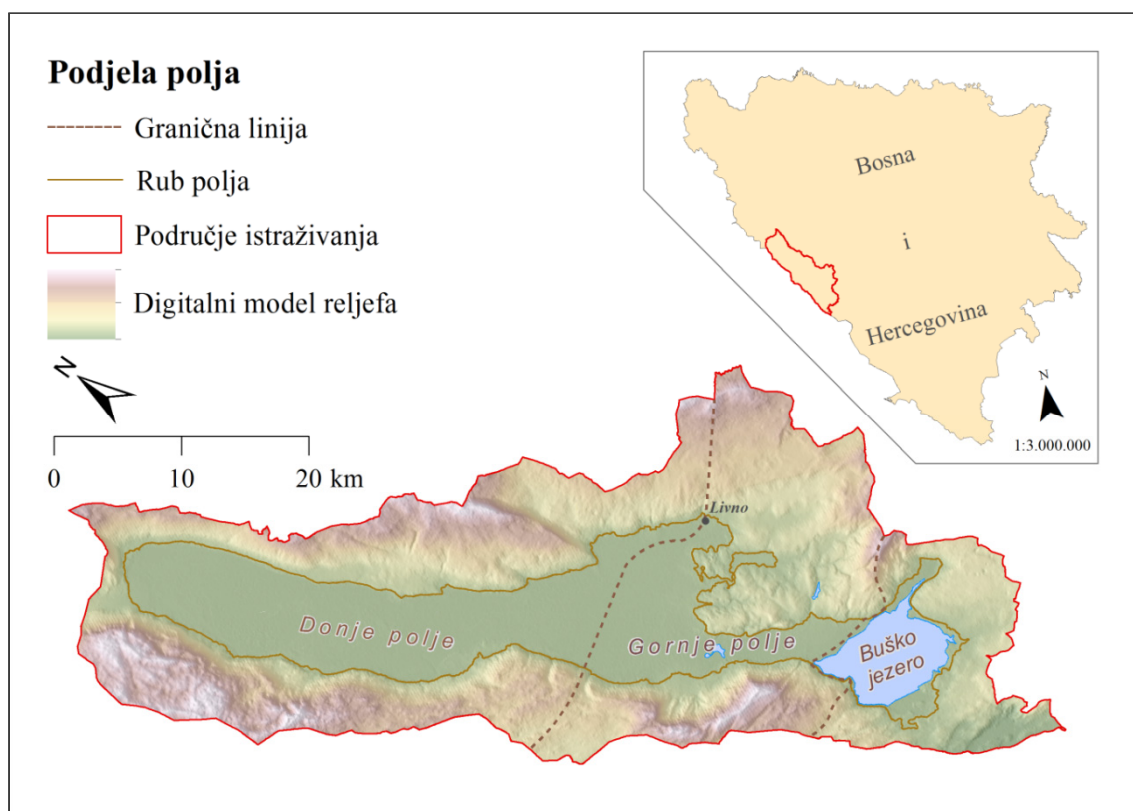 Podjela polja
Granična linija
Rub polja
Područje istraživanja
Digitalni model reljefa
N
0 10 20 km
Bosna
i
Hercegovina
N
1:3.000.000
Livno
Donje polje
Gornje polje
Buško
jezero